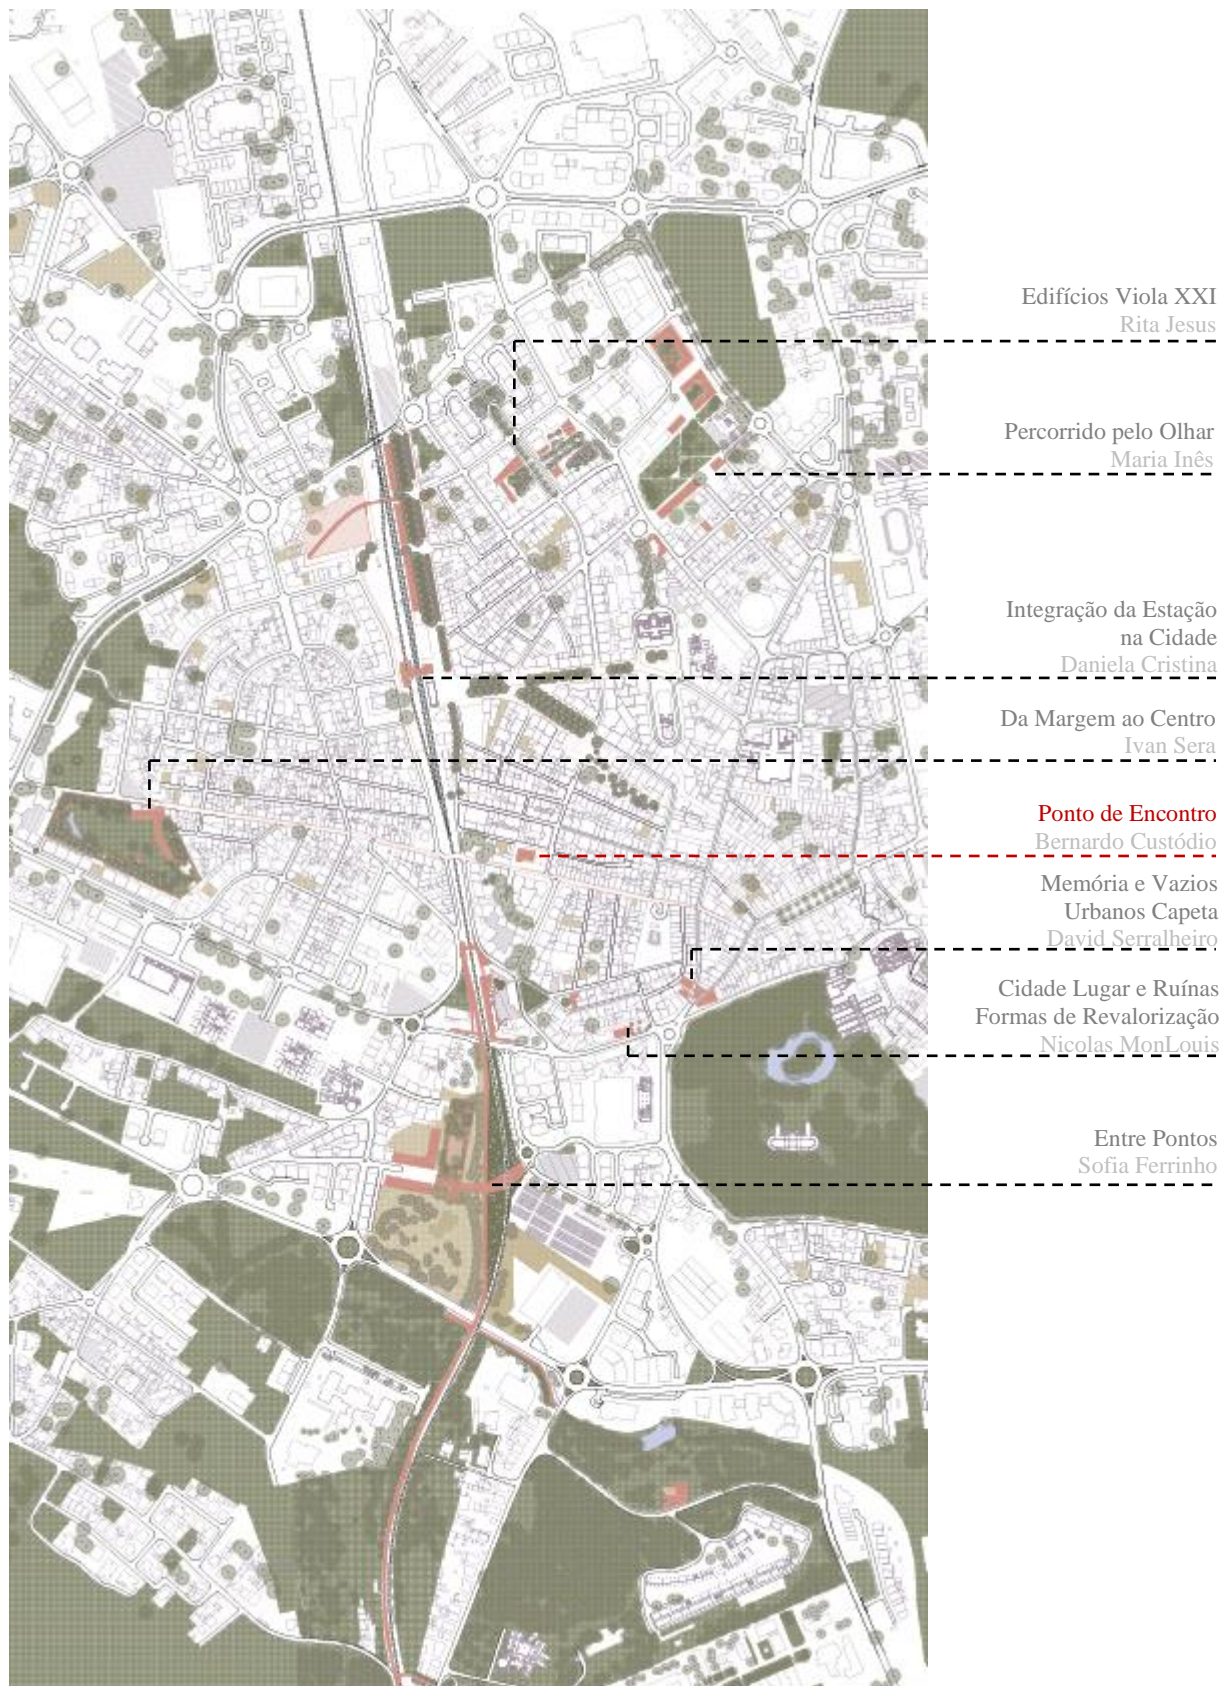 Edifícios Viola XXI
Rita Jesus
Percorrido pelo Olhar
Maria Inês
Integração da Estação
na Cidade
Daniela Cristina
Da Margem ao Centro
Ivan Sera
Ponto de Encontro
Bernardo Custódio
Memória e Vazios
Urbanos Capeta
David Serralheiro
Cidade Lugar e Ruínas
Formas de Revalorização
Nicolas MonLouis
Entre Pontos
Sofia Ferrinho